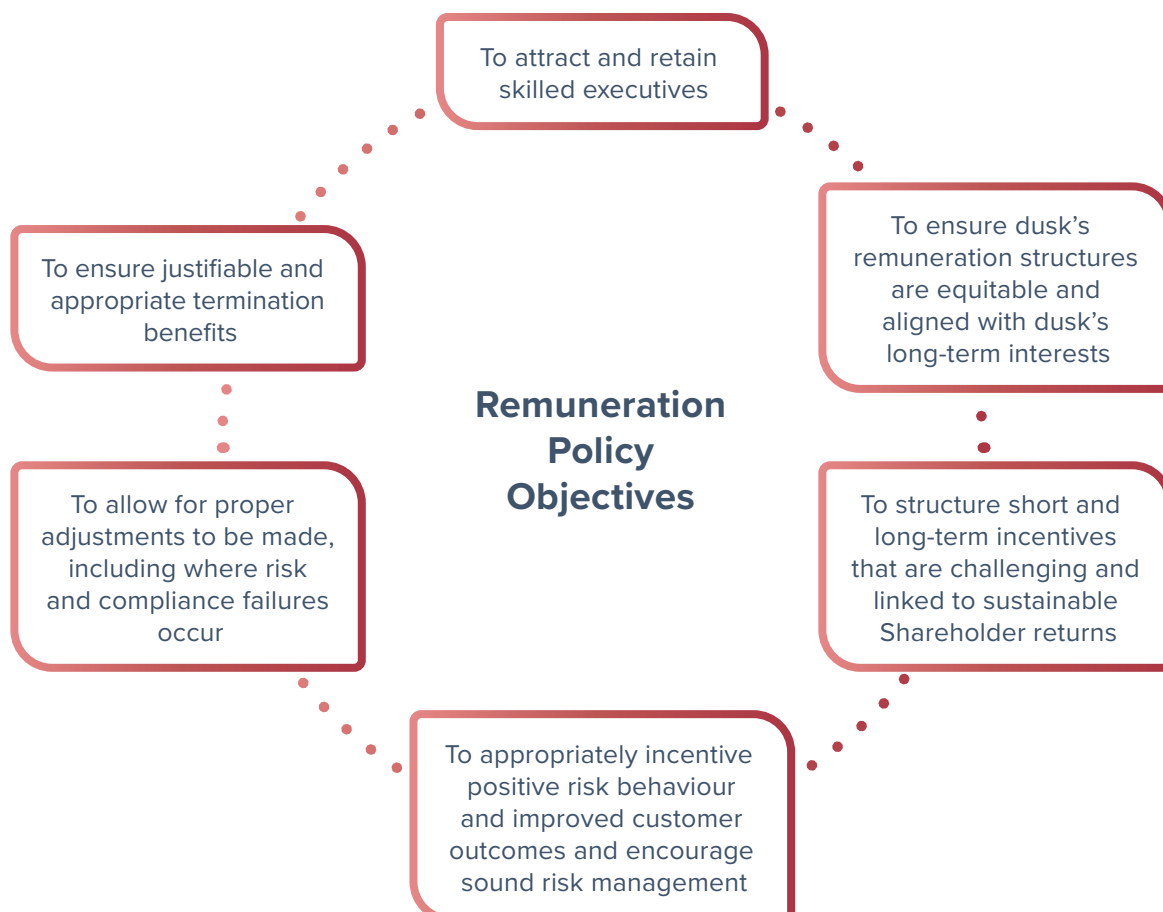 To attract and retain
skilled executives
To ensure dusk’s
remuneration structures
are equitable and
aligned with dusk’s
long-term interests
To structure short and
long-term incentives
that are challenging and
linked to sustainable
Shareholder returns
To appropriately incentive
positive risk behaviour
and improved customer
outcomes and encourage
sound risk management
To allow for proper
adjustments to be made,
including where risk
and compliance failures
occur
To ensure justifiable and
appropriate termination
benefits
Remuneration
Policy
Objectives